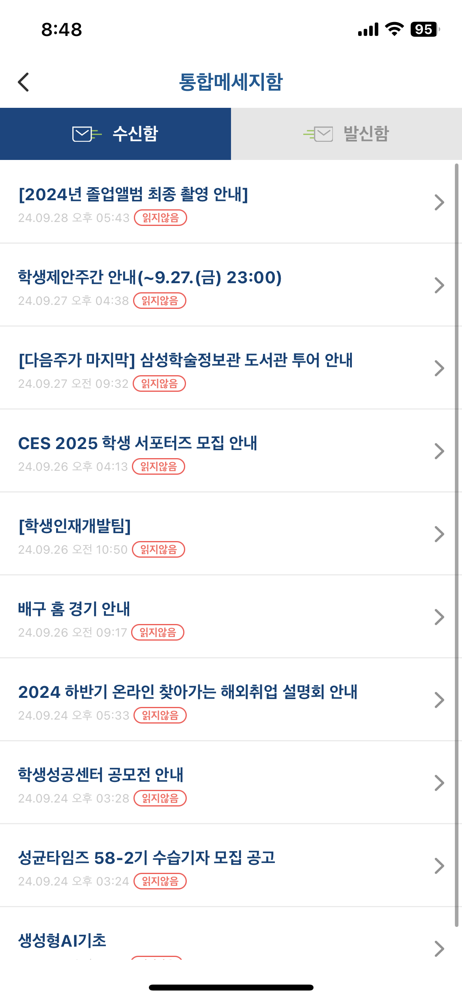 8:48
95
통합메세지함
수신함
발신함
[2024년 졸업앨범 최종 촬영 안내]
24.09.28 오후 05:43 읽지않음
학생제안주간 안내(~9.27.(금) 23:00)
24.09.27 오후 04:38 읽지않음
[다음주가 마지막] 삼성학술정보관 도서관 투어 안내
24.09.27 오전 09:32 읽지않음
CES 2025 학생 서포터즈 모집 안내
24.09.26 오후 04:13 읽지않음
[학생인재개발팀]
24.09.26 오전 10:50 읽지않음
배구 홈 경기 안내
24.09.26 오전 09:17 읽지않음
2024 하반기 온라인 찾아가는 해외취업 설명회 안내
24.09.24 오후 05:33 읽지않음
학생성공센터 공모전 안내
24.09.24 오후 03:28 읽지않음
성균타임즈 58-2기 수습기자 모집 공고
24.09.24 오후 03:24 읽지않음
생성형AI기초